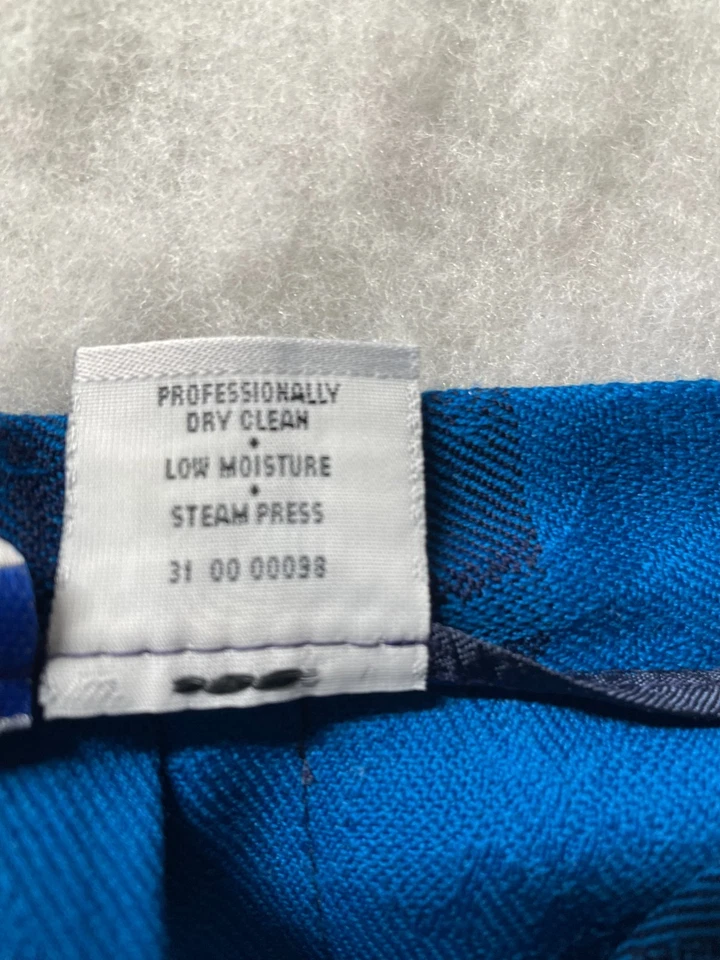 PROFESSIONALLY
DRY CLEAN
•
LOW MOISTURE
•
STEAM PRESS
31 00 00098